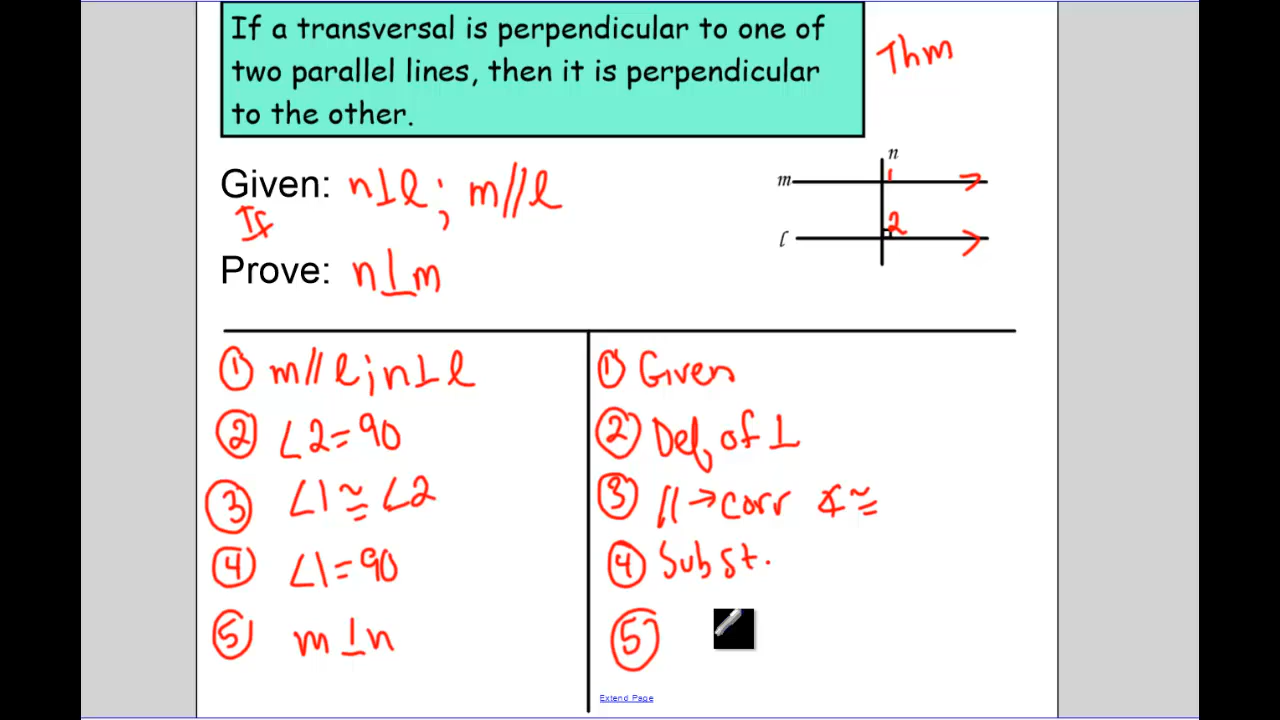 If a transversal is perpendicular to one of
two parallel lines, then it is perpendicular
to the other.
Thm
Given: n⊥l; m//l
If
Prove: n⊥m
n
m
1
l
2
① m//l; n⊥l
① Given
② ∠2=90
② Def of ⊥
③ ∠1≅∠2
③ //→corr ∡≅
④ ∠1=90
④ Subst.
⑤ m⊥n
⑤
Extend Page